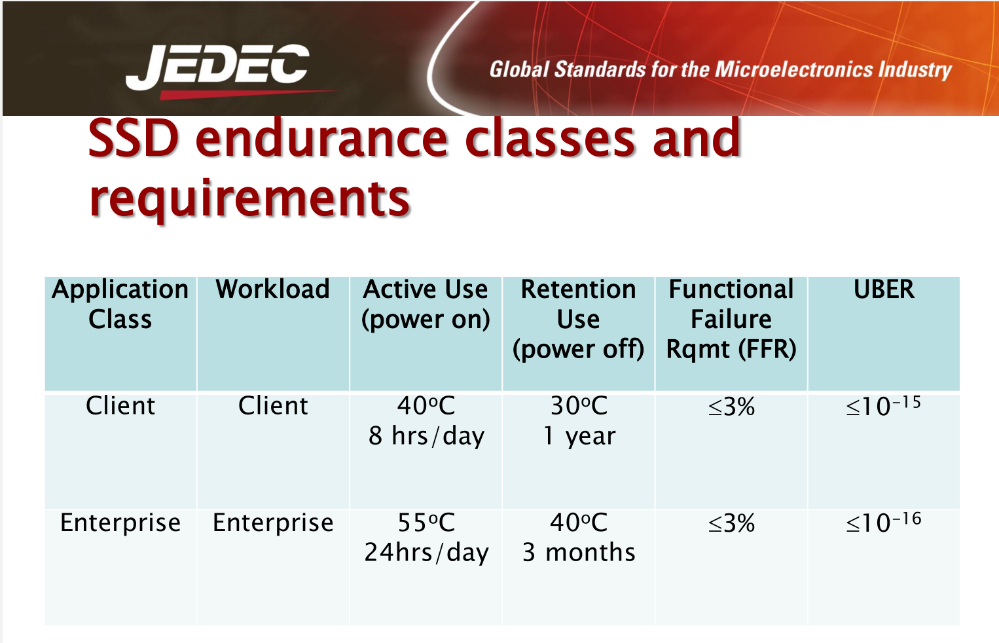 JEDEC
Global Standards for the Microelectronics Industry
SSD endurance classes and
requirements
Application Class Workload Active Use (power on) Retention Use (power off) Functional Failure Rqmt (FFR) UBER
Client Client 40ºC 8 hrs/day 30ºC 1 year ≤3% ≤10⁻¹⁵
Enterprise Enterprise 55ºC 24hrs/day 40ºC 3 months ≤3% ≤10⁻¹⁶